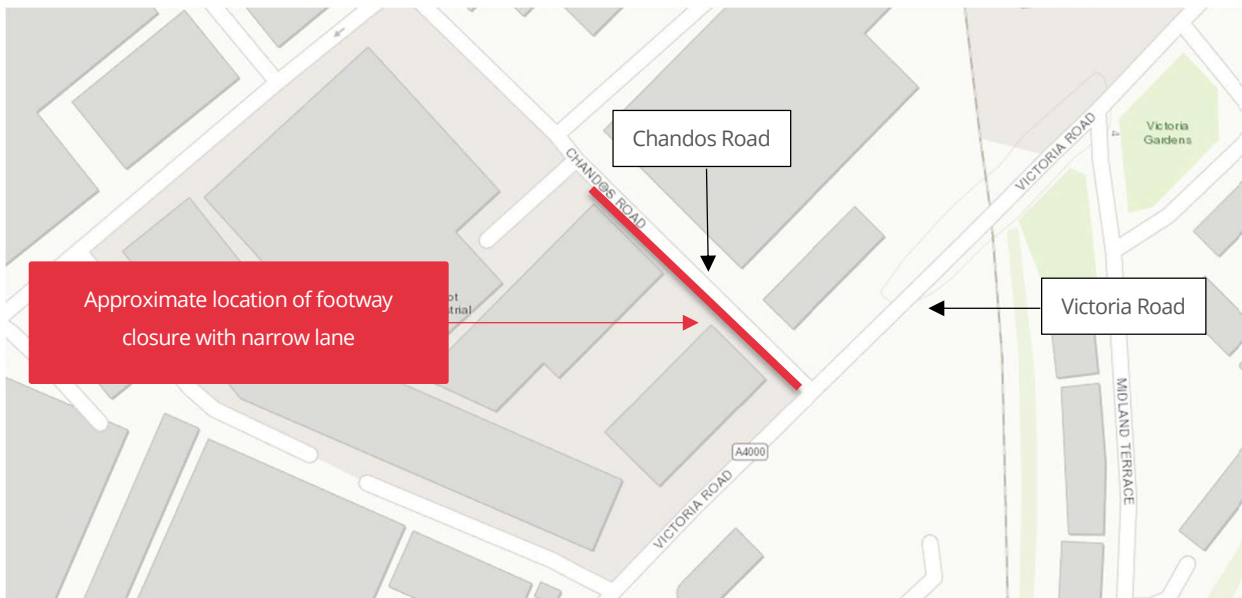 Victoria
Gardens
VICTORIA ROAD
Chandos Road
CHANDOS ROAD
Approximate location of footway
closure with narrow lane
Victoria Road
MIDLAND TERRACE
A4000
VICTORIA ROAD